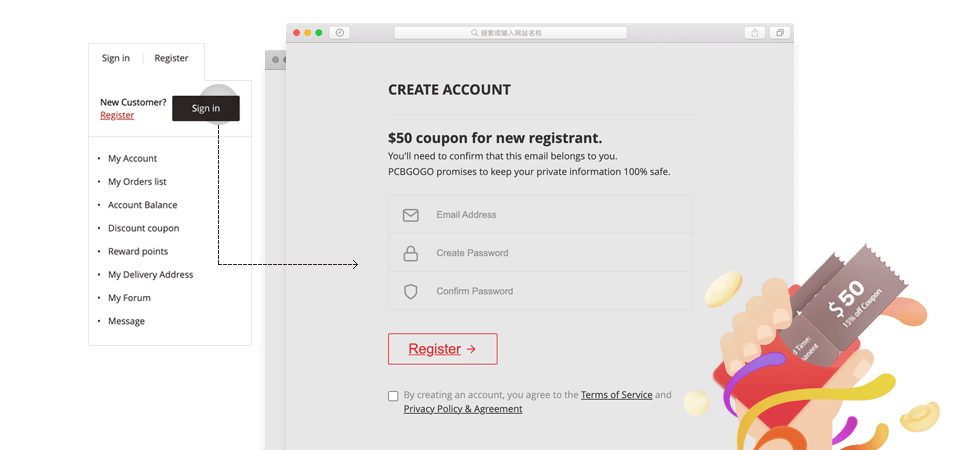 Sign in
Register
New Customer?
Register
Sign in
My Account
My Orders list
Account Balance
Discount coupon
Reward points
My Delivery Address
My Forum
Message
搜索或输入网站名称
CREATE ACCOUNT
$50 coupon for new registrant.
You'll need to confirm that this email belongs to you.
PCBGOGO promises to keep your private information 100% safe.
Email Address
Create Password
Confirm Password
Register
By creating an account, you agree to the Terms of Service and
Privacy Policy & Agreement
$50
15% off Coupon
Time: